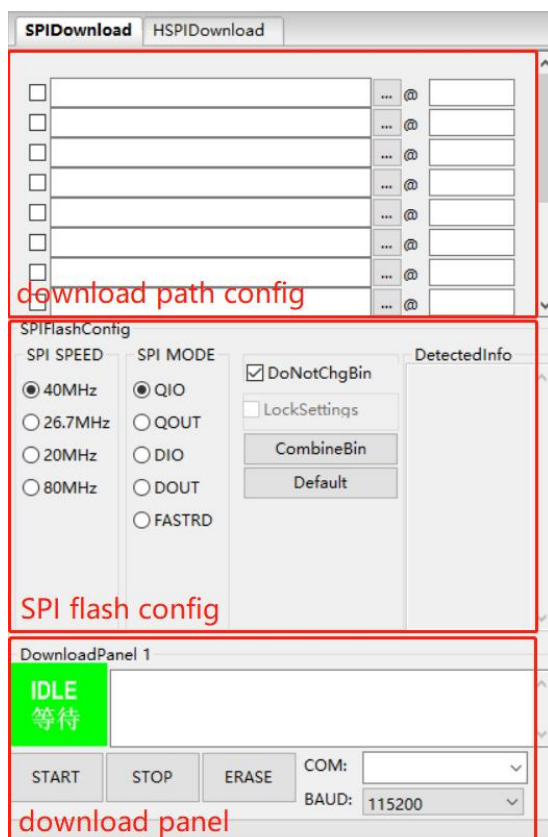 SPIDownload HSPIDownload
... @
... @
... @
... @
... @
... @
... @
... @
download path config
SPIFlashConfig
SPI SPEED SPI MODE DetectedInfo
DoNotChgBin
40MHz QIO
LockSettings
26.7MHz QOUT
CombineBin
20MHz DIO
Default
80MHz DOUT
FASTRD
SPI flash config
DownloadPanel 1
IDLE
等待
START STOP ERASE COM:
BAUD: 115200
download panel